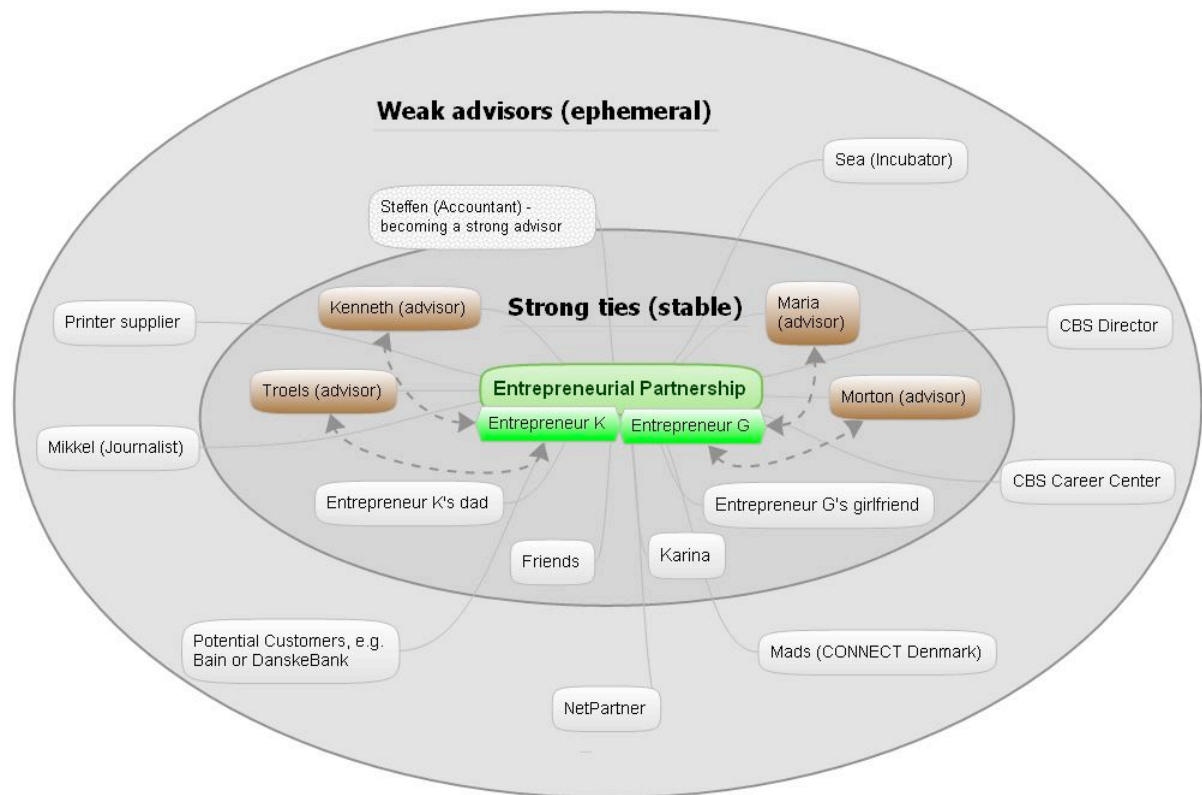 Weak advisors (ephemeral)
Sea (Incubator)
Steffen (Accountant) -
becoming a strong advisor
Kenneth (advisor)
Strong ties (stable)
Maria
(advisor)
Printer supplier
CBS Director
Troels (advisor)
Entrepreneurial Partnership
Morton (advisor)
Entrepreneur K
Entrepreneur G
Mikkel (Journalist)
CBS Career Center
Entrepreneur K's dad
Entrepreneur G's girlfriend
Friends
Karina
Potential Customers, e.g.
Bain or DanskeBank
Mads (CONNECT Denmark)
NetPartner